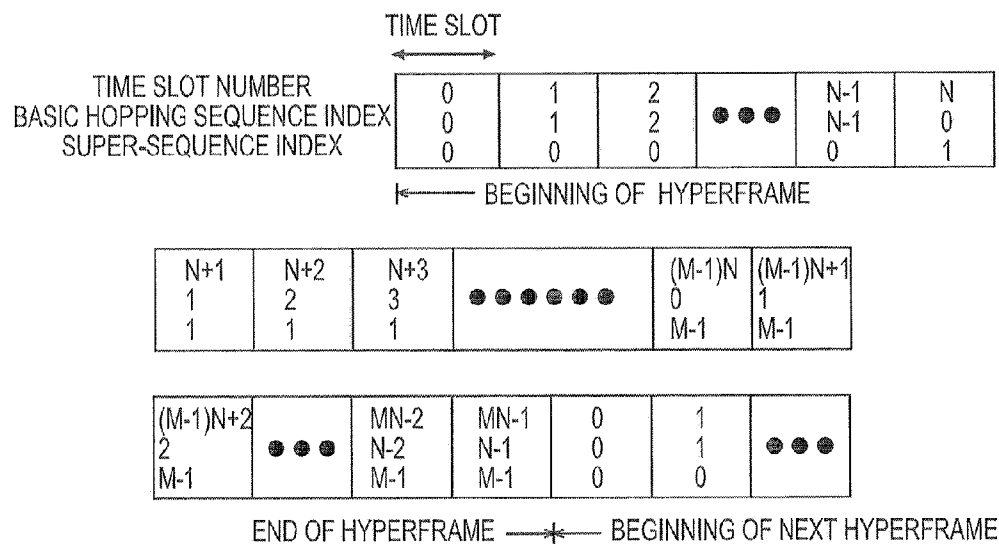 TIME SLOT
TIME SLOT NUMBER 0 1 2 ●●● N-1 N
BASIC HOPPING SEQUENCE INDEX 0 1 2 N-1 0
SUPER-SEQUENCE INDEX 0 0 0 0 1
BEGINNING OF HYPERFRAME
N+1 N+2 N+3 (M-1)N (M-1)N+1
1 2 3 ●●●●●● 0 1
1 1 1 M-1 M-1
(M-1)N+2 MN-2 MN-1 0 1
2 ●●● N-2 N-1 0 1 ●●●
M-1 M-1 M-1 0 0
END OF HYPERFRAME BEGINNING OF NEXT HYPERFRAME